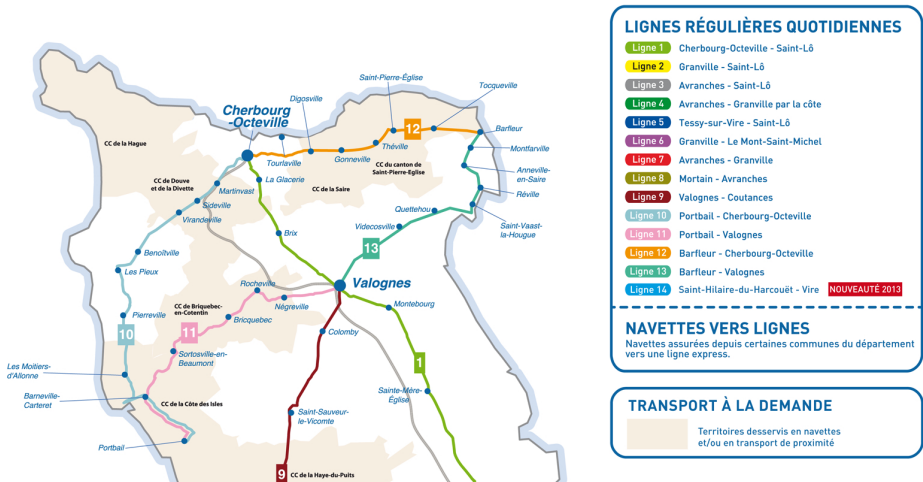 Saint-Pierre-Église
Tocqueville
Digosville
Cherbourg
-Octeville
12
Barfleur
CC de la Hague
Tourlaville
Gonneville
Théville
Montfarville
CC du canton de
Saint-Pierre-Eglise
Anneville-
en-Saire
CC de Douve
et de la Divette
Martinvast
La Glacerie
CC de la Saire
Réville
Sideville
Virandeville
Quettehou
Saint-Vaast-
la-Hougue
Brix
Videcosville
13
Benoîtville
Les Pieux
Rocheville
Valognes
Négreville
Montebourg
CC de Briquebec-
en-Cotentin
Pierreville
Bricquebec
10
11
Colomby
Sortosville-en-
Beaumont
1
Les Moitiers-
d'Allonne
Sainte-Mère-
Église
Barneville-
Carteret
CC de la Côte des Isles
Saint-Sauveur-
le-Vicomte
Portbail
9
CC de la Haye-du-Puits
LIGNES RÉGULIÈRES QUOTIDIENNES
Ligne 1 Cherbourg-Octeville - Saint-Lô
Ligne 2 Granville - Saint-Lô
Ligne 3 Avranches - Saint-Lô
Ligne 4 Avranches - Granville par la côte
Ligne 5 Tessy-sur-Vire - Saint-Lô
Ligne 6 Granville - Le Mont-Saint-Michel
Ligne 7 Avranches - Granville
Ligne 8 Mortain - Avranches
Ligne 9 Valognes - Coutances
Ligne 10 Portbail - Cherbourg-Octeville
Ligne 11 Portbail - Valognes
Ligne 12 Barfleur - Cherbourg-Octeville
Ligne 13 Barfleur - Valognes
Ligne 14 Saint-Hilaire-du-Harcouët - Vire NOUVEAUTÉ 2013
NAVETTES VERS LIGNES
Navettes assurées depuis certaines communes du département
vers une ligne express.
TRANSPORT À LA DEMANDE
Territoires desservis en navettes
et/ou en transport de proximité